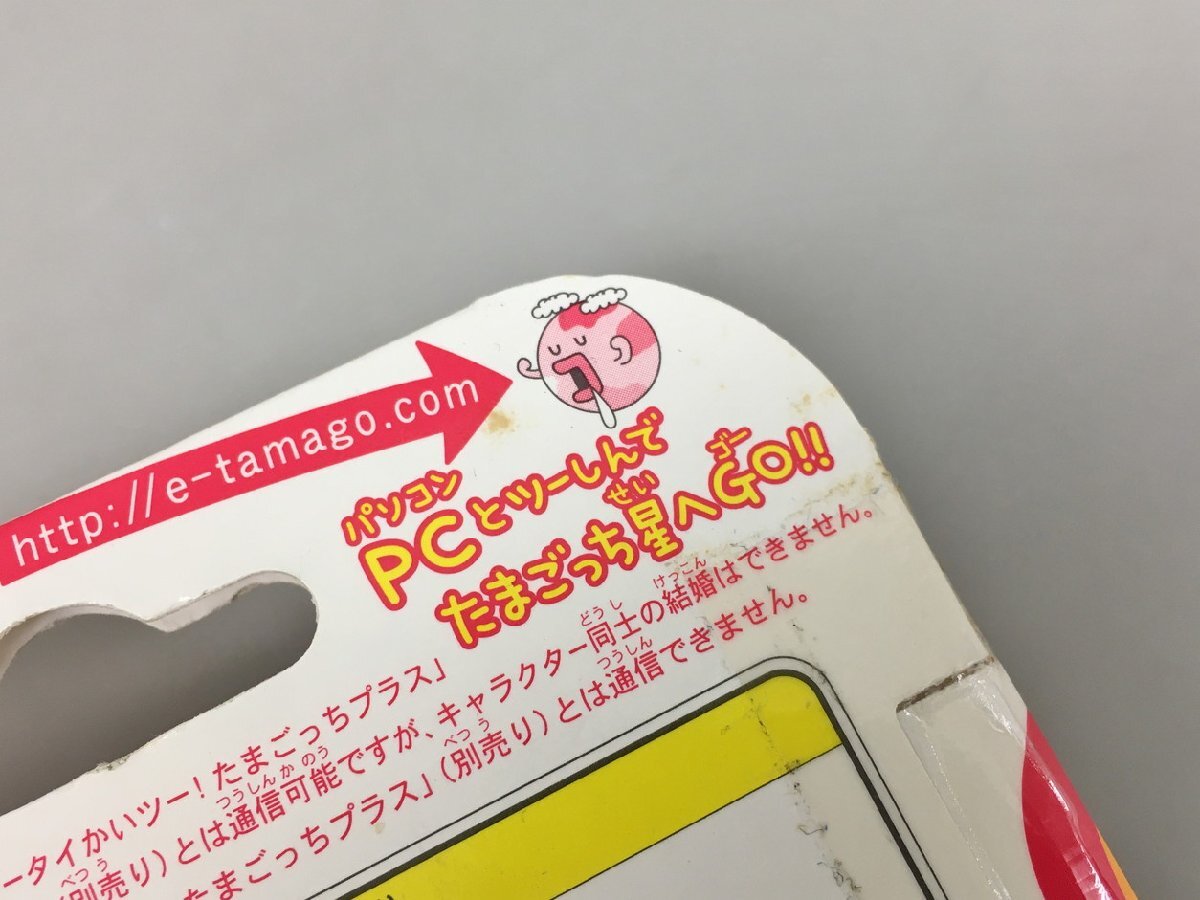 http://e-tamago.com
パソコン
PCとツーしんで
せい ゴー
たまごっち星へGO!!
ータイかいツー!たまごっちプラス」
べつう つうしんかのう どうし けっこん
(別売り)とは通信可能ですが、キャラクター同士の結婚はできません。
べつう つうしん
たまごっちプラス」(別売り)とは通信できません。